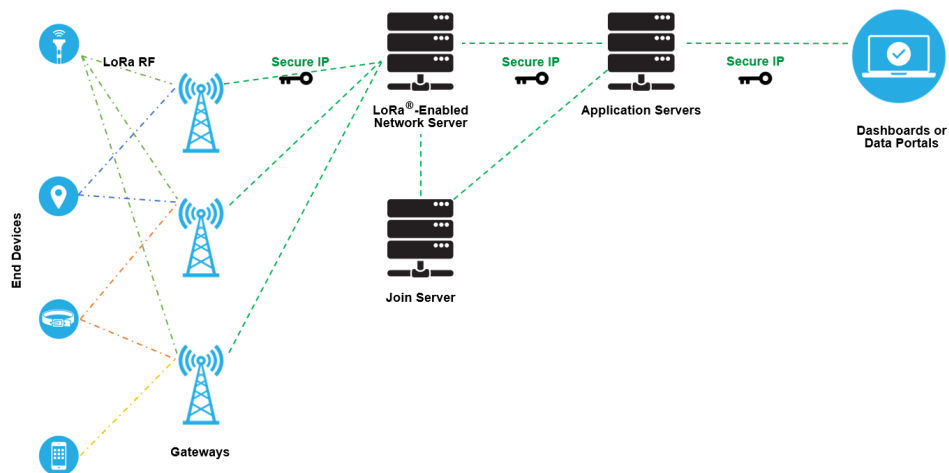 LoRa RF
Secure IP
Secure IP
Secure IP
LoRa®-Enabled
Network Server
Application Servers
Dashboards or
Data Portals
End Devices
Join Server
Gateways